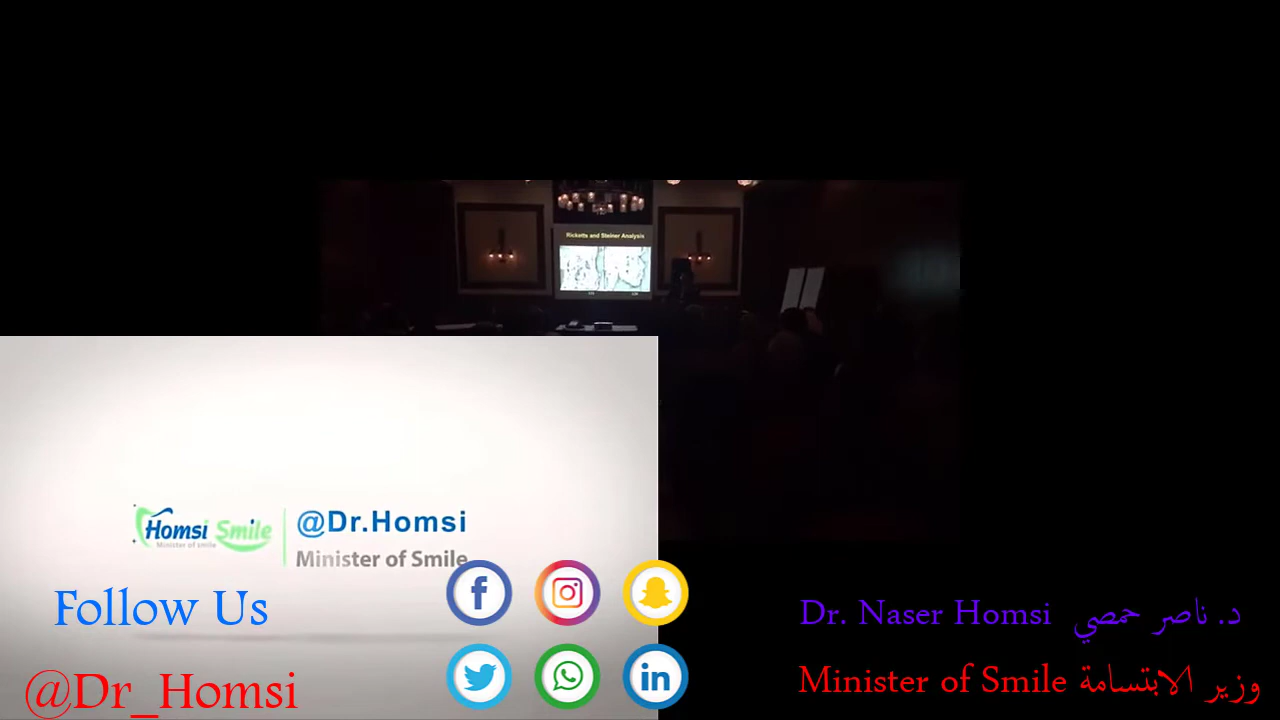 Ricketts and Steiner Analysis
Homsi Smile
Minister of smile
@Dr.Homsi
Minister of Smile
Follow Us
@Dr_Homsi
Dr. Naser Homsi د. ناصر حمصي
Minister of Smile وزير الابتسامة